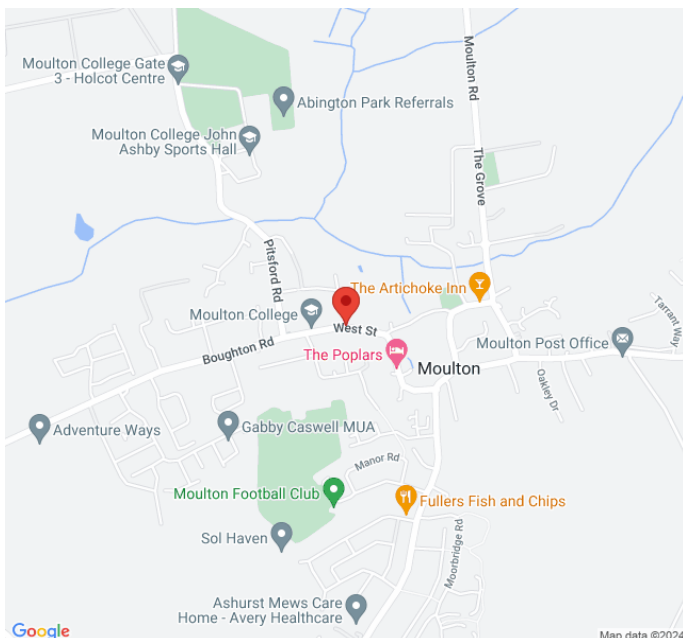 Moulton College Gate
3 - Holcot Centre
Abington Park Referrals
Moulton Rd
Moulton College John
Ashby Sports Hall
The Grove
Pitsford Rd
The Artichoke Inn
Moulton College
West St
Tarrant Way
Boughton Rd
The Poplars
Moulton
Moulton Post Office
Oakley Dr
Adventure Ways
Gabby Caswell MUA
Manor Rd
Moulton Football Club
Fullers Fish and Chips
Sol Haven
Moorbridge Rd
Ashurst Mews Care
Home - Avery Healthcare
Google
Map data ©2024